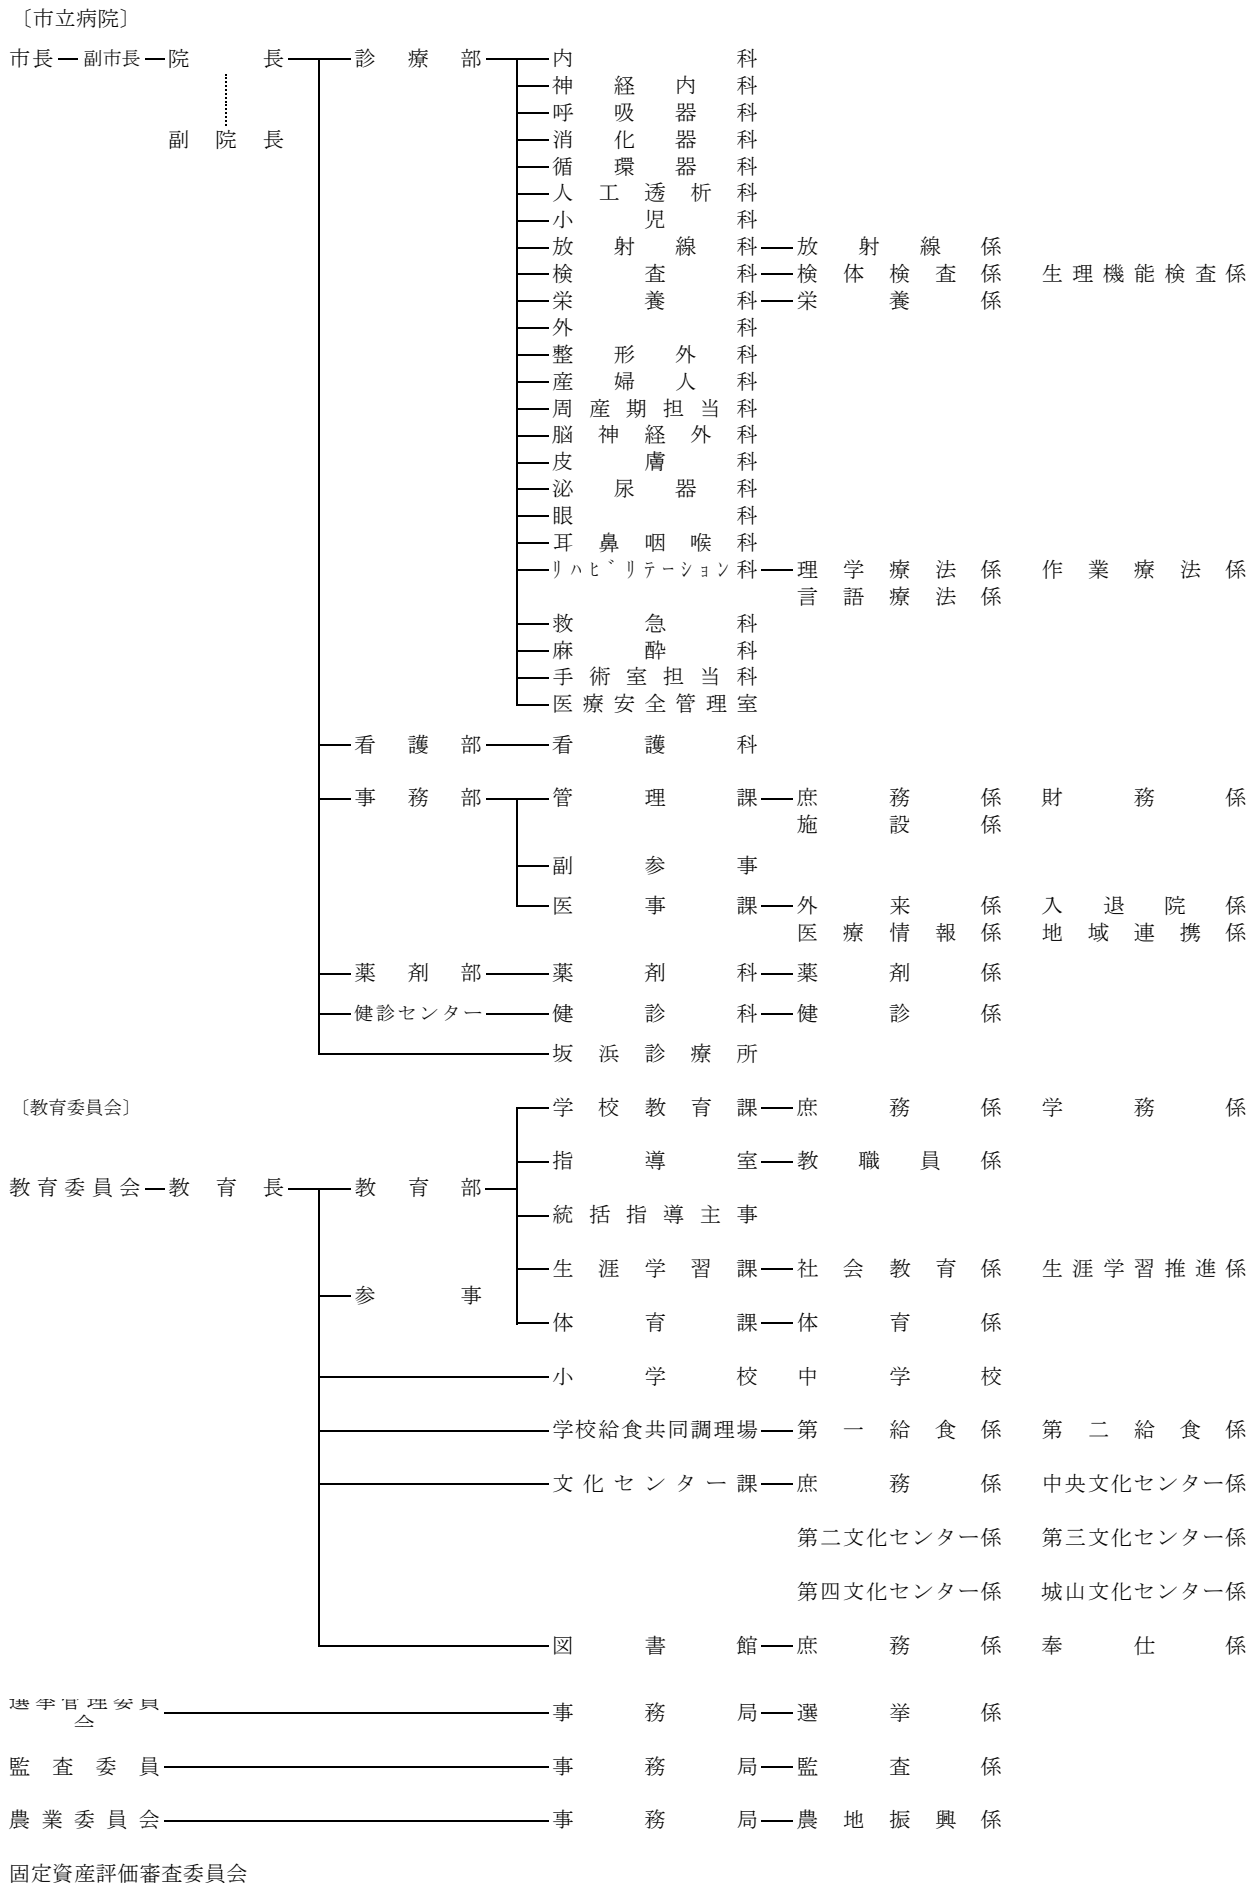 〔市立病院〕
市長 副市長 院長 診療部 内科
神経内科
呼吸器科
消化器科
副院長
循環器科
人工透析科
小児科
放射線科 放射線係
検査科 検体検査係 生理機能検査係
栄養科 栄養係
外科
整形外科
産婦人科
周産期担当科
脳神経外科
皮膚科
泌尿器科
眼科
耳鼻咽喉科
ﾘﾊﾋﾞﾘﾃｰｼｮﾝ科 理学療法係 作業療法係
言語療法係
救急科
麻酔科
手術室担当科
医療安全管理室
看護部 看護科
事務部 管理課 庶務係 財務係
施設係
副参事
医事課 外来係 入退院係
医療情報係 地域連携係
薬剤部 薬剤科 薬剤係
健診センター 健診科 健診係
坂浜診療所
〔教育委員会〕 学校教育課 庶務係 学務係
指導室 教職員係
教育委員会 教育長 教育部
統括指導主事
生涯学習課 社会教育係 生涯学習推進係
参事
体育課 体育係
小学校 中学校
学校給食共同調理場 第一給食係 第二給食係
文化センター課 庶務係 中央文化センター係
第二文化センター係 第三文化センター係
第四文化センター係 城山文化センター係
図書館 庶務係 奉仕係
選挙管理委員会 事務局 選挙係
監査委員 事務局 監査係
農業委員会 事務局 農地振興係
固定資産評価審査委員会